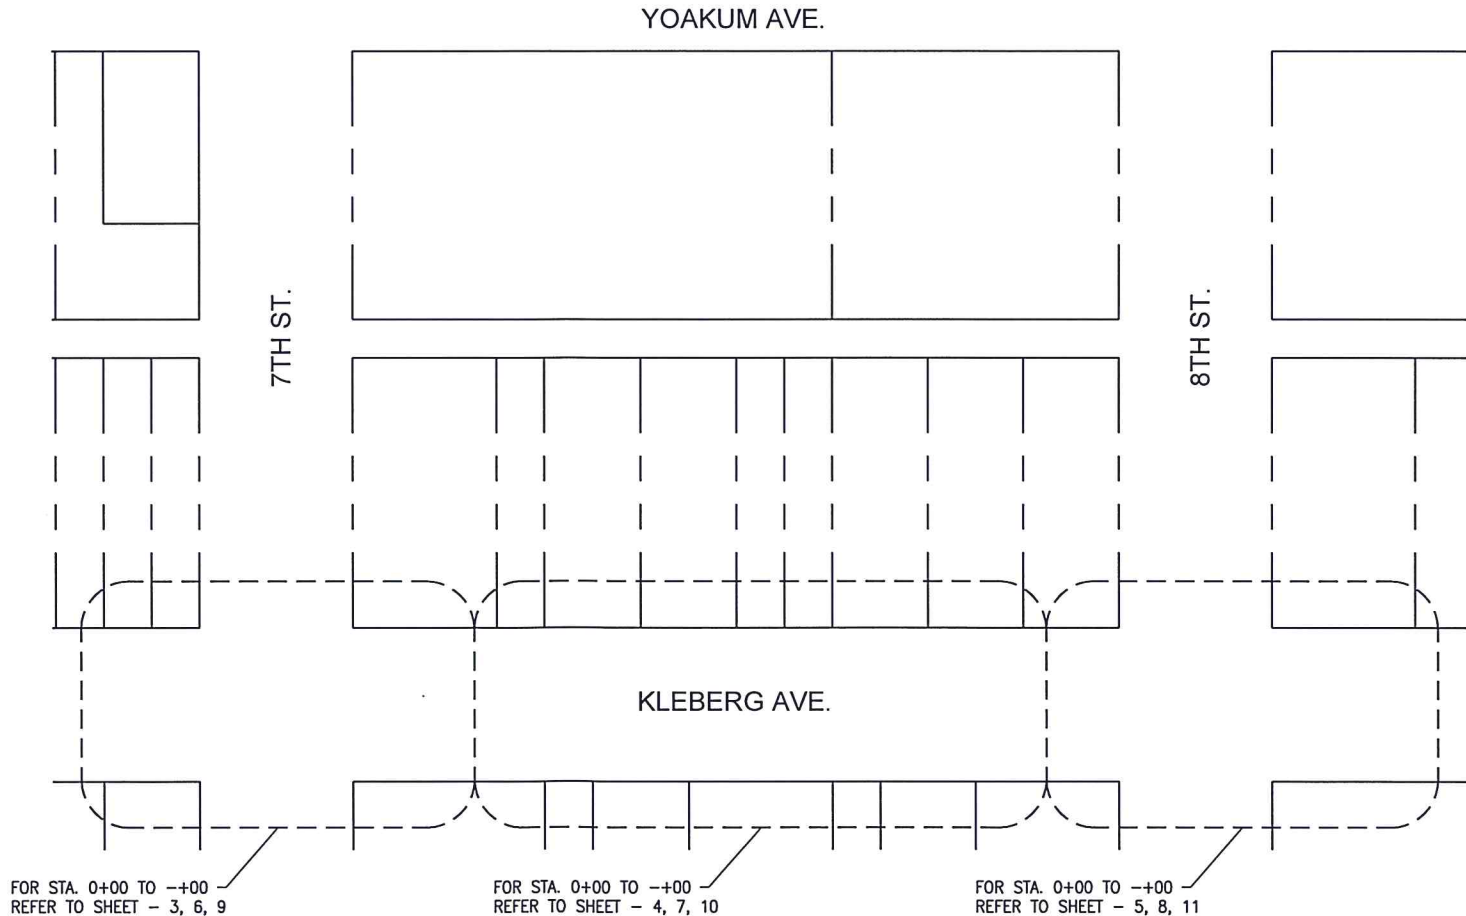 YOAKUM AVE.
7TH ST.
8TH ST.
KLEBERG AVE.
FOR STA. 0+00 TO -+00
REFER TO SHEET - 3, 6, 9
FOR STA. 0+00 TO -+00
REFER TO SHEET - 4, 7, 10
FOR STA. 0+00 TO -+00
REFER TO SHEET - 5, 8, 11